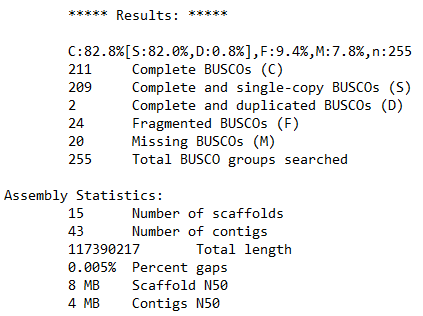 ***** Results: *****
C:82.8%[S:82.0%,D:0.8%],F:9.4%,M:7.8%,n:255
211 Complete BUSCOs (C)
209 Complete and single-copy BUSCOs (S)
2 Complete and duplicated BUSCOs (D)
24 Fragmented BUSCOs (F)
20 Missing BUSCOs (M)
255 Total BUSCO groups searched
Assembly Statistics:
15 Number of scaffolds
43 Number of contigs
117390217 Total length
0.005% Percent gaps
8 MB Scaffold N50
4 MB Contigs N50